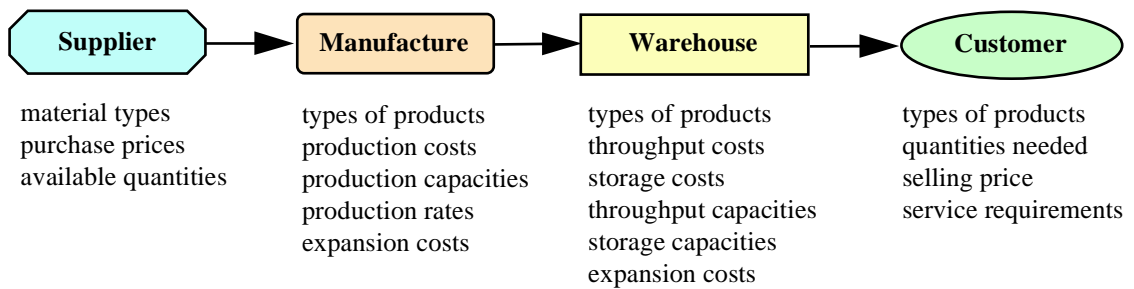 Supplier
Manufacture
Warehouse
Customer
material types
purchase prices
available quantities
types of products
production costs
production capacities
production rates
expansion costs
types of products
throughput costs
storage costs
throughput capacities
storage capacities
expansion costs
types of products
quantities needed
selling price
service requirements